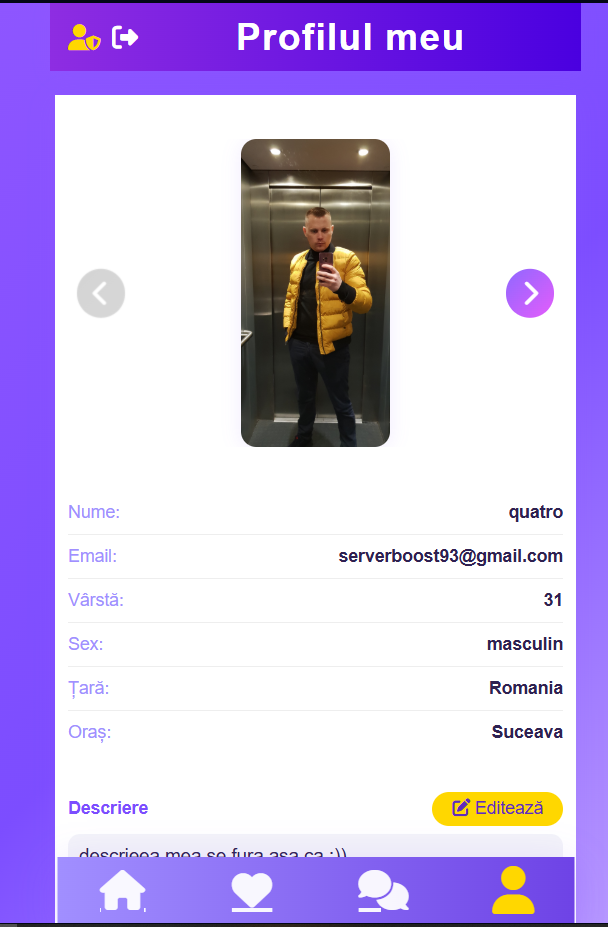 Profilul meu
Nume: quatro
Email: serverboost93@gmail.com
Vârstă: 31
Sex: masculin
Țară: Romania
Oraș: Suceava
Descriere Editează
descrieea mea se fura asa ca :))